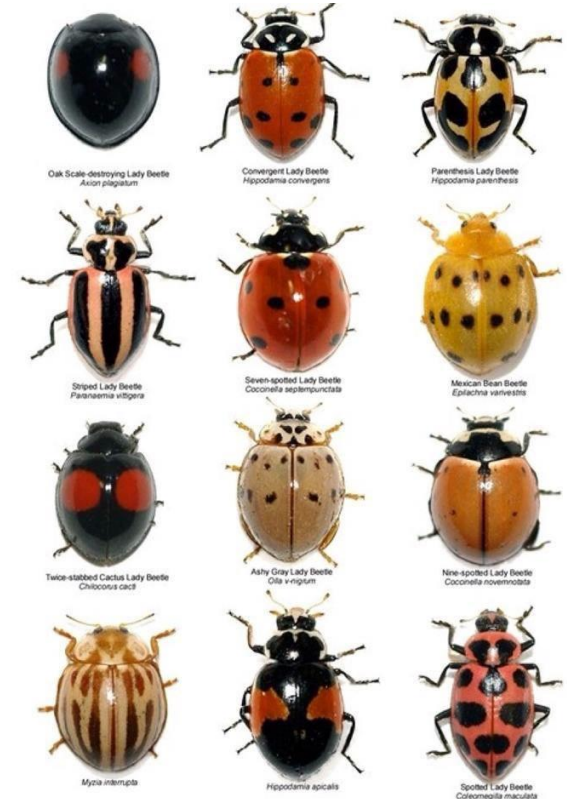 Oak Scale-destroying Lady Beetle
Axion plagiatum
Convergent Lady Beetle
Hippodamia convergens
Parenthesis Lady Beetle
Hippodamia parenthesis
Striped Lady Beetle
Paranaemia vittigera
Seven-spotted Lady Beetle
Coccinella septempunctata
Mexican Bean Beetle
Epilachna varivestris
Twice-stabbed Cactus Lady Beetle
Chilocorus cacti
Ashy Gray Lady Beetle
Olla v-nigrum
Nine-spotted Lady Beetle
Coccinella novemnotata
Myzia interrupta
Hippodamia apicalis
Spotted Lady Beetle
Coleomegilla maculata